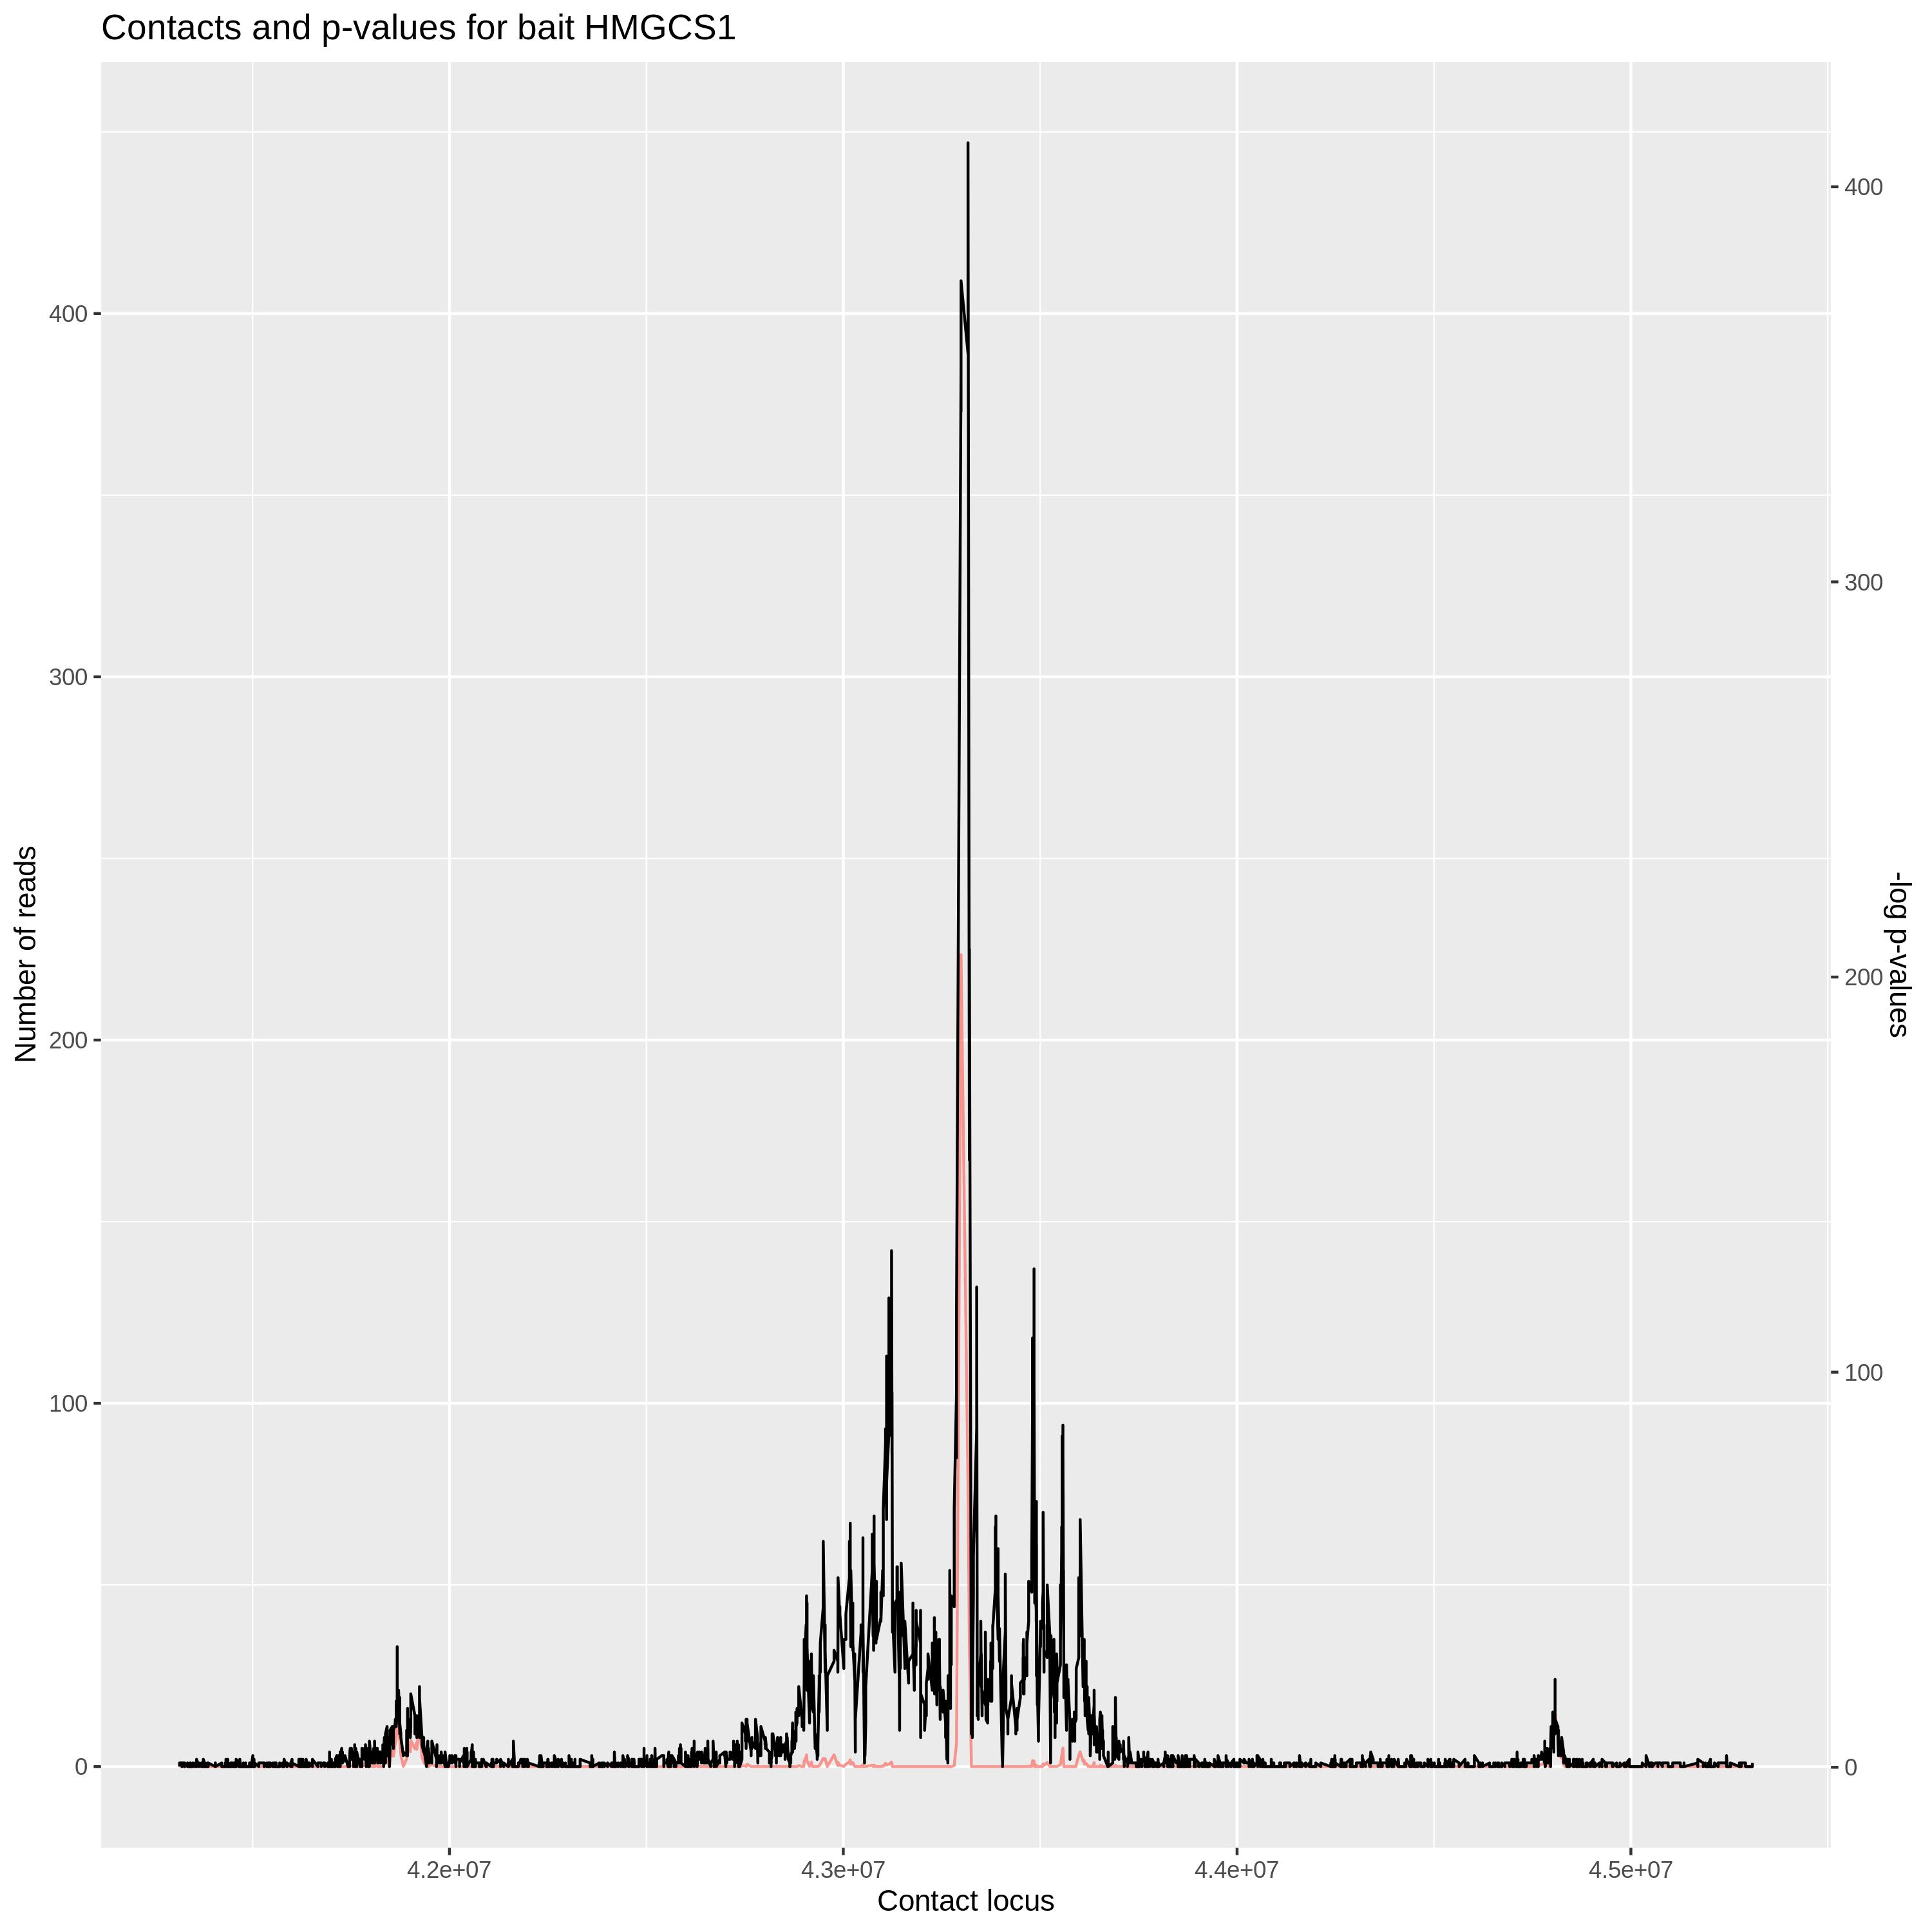 Contacts and p-values for bait HMGCS1
Number of reads
400
300
200
100
0
400
300
200
100
0
-log p-values
4.2e+07 4.3e+07 4.4e+07 4.5e+07
Contact locus